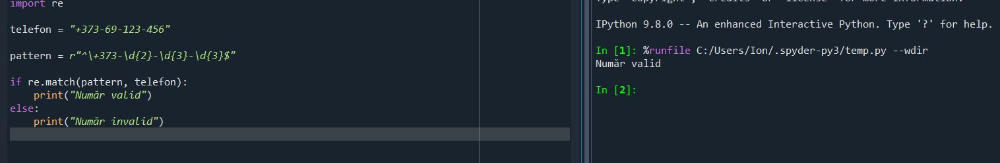 import re
telefon = "+373-69-123-456"
pattern = r"^\+373-\d{2}-\d{3}-\d{3}$"
if re.match(pattern, telefon):
    print("Număr valid")
else:
    print("Număr invalid")
Type "copyright", "credits" or "license" for more information.
IPython 9.8.0 -- An enhanced Interactive Python. Type '?' for help.
In [1]: %runfile C:/Users/Ion/.spyder-py3/temp.py --wdir
Număr valid
In [2]: